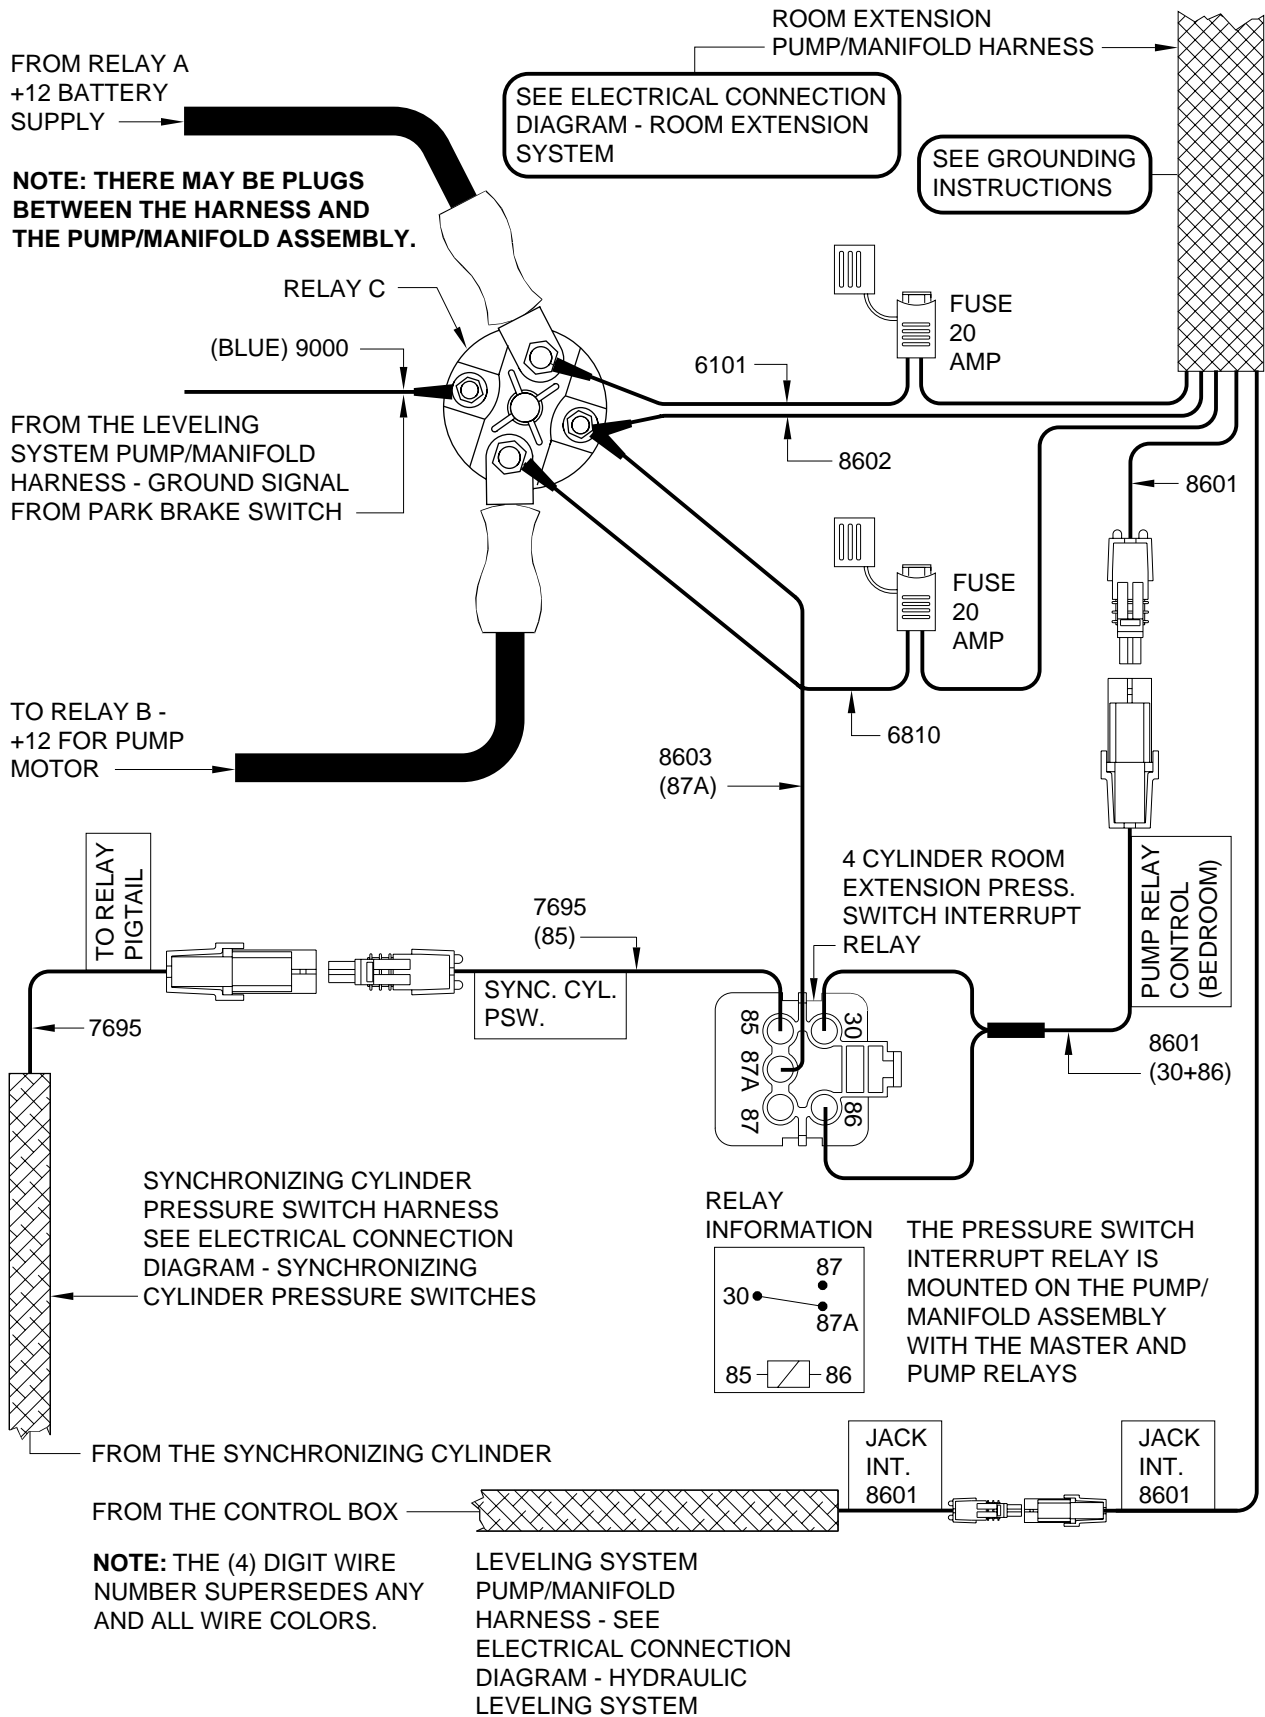 ROOM EXTENSION
PUMP/MANIFOLD HARNESS
FROM RELAY A
+12 BATTERY
SUPPLY
SEE ELECTRICAL CONNECTION
DIAGRAM - ROOM EXTENSION
SYSTEM
SEE GROUNDING
INSTRUCTIONS
NOTE: THERE MAY BE PLUGS
BETWEEN THE HARNESS AND
THE PUMP/MANIFOLD ASSEMBLY.
RELAY C
(BLUE) 9000
FUSE
20
AMP
6101
FROM THE LEVELING
SYSTEM PUMP/MANIFOLD
HARNESS - GROUND SIGNAL
FROM PARK BRAKE SWITCH
8602
8601
FUSE
20
AMP
TO RELAY B -
+12 FOR PUMP
MOTOR
6810
8603
(87A)
TO RELAY
PIGTAIL
4 CYLINDER ROOM
EXTENSION PRESS.
SWITCH INTERRUPT
RELAY
PUMP RELAY
CONTROL
(BEDROOM)
7695
(85)
SYNC. CYL.
PSW.
7695
85
30
87A
87
86
8601
(30+86)
SYNCHRONIZING CYLINDER
PRESSURE SWITCH HARNESS
SEE ELECTRICAL CONNECTION
DIAGRAM - SYNCHRONIZING
CYLINDER PRESSURE SWITCHES
RELAY
INFORMATION
87
30
87A
85
86
THE PRESSURE SWITCH
INTERRUPT RELAY IS
MOUNTED ON THE PUMP/
MANIFOLD ASSEMBLY
WITH THE MASTER AND
PUMP RELAYS
FROM THE SYNCHRONIZING CYLINDER
JACK
INT.
8601
JACK
INT.
8601
FROM THE CONTROL BOX
NOTE: THE (4) DIGIT WIRE
NUMBER SUPERSEDES ANY
AND ALL WIRE COLORS.
LEVELING SYSTEM
PUMP/MANIFOLD
HARNESS - SEE
ELECTRICAL CONNECTION
DIAGRAM - HYDRAULIC
LEVELING SYSTEM